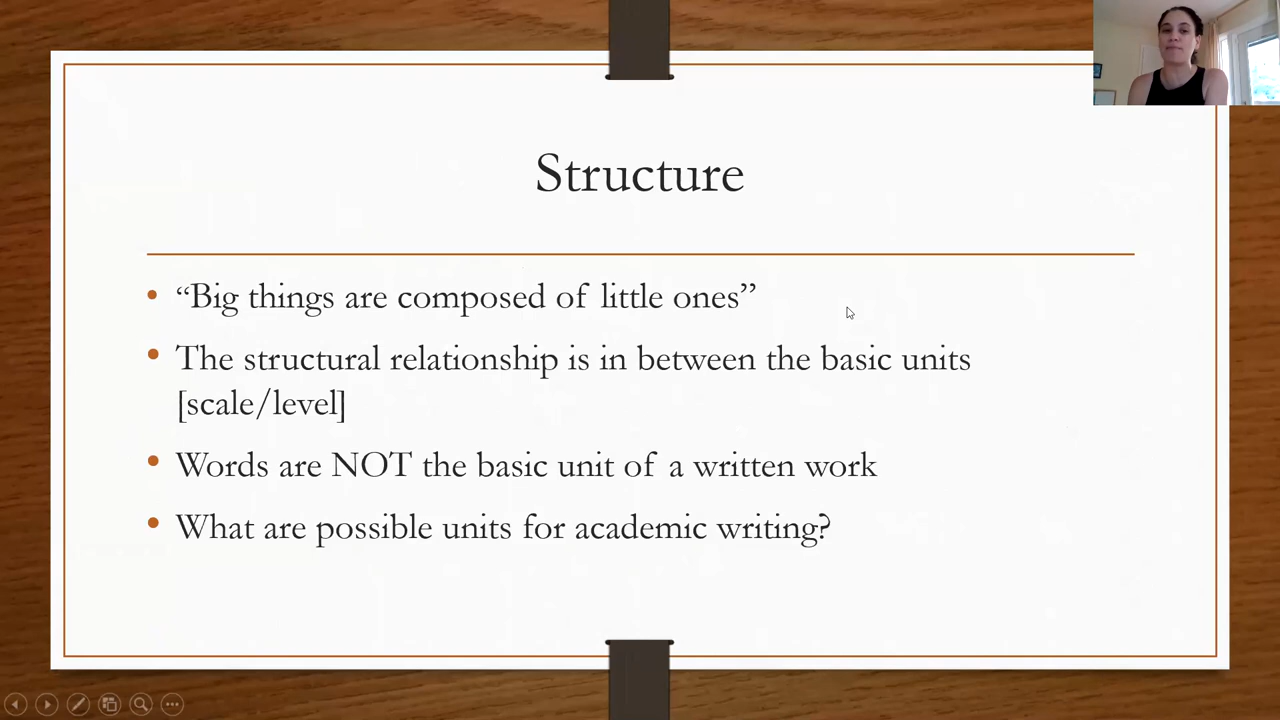 Structure
“Big things are composed of little ones”
The structural relationship is in between the basic units
[scale/level]
Words are NOT the basic unit of a written work
What are possible units for academic writing?